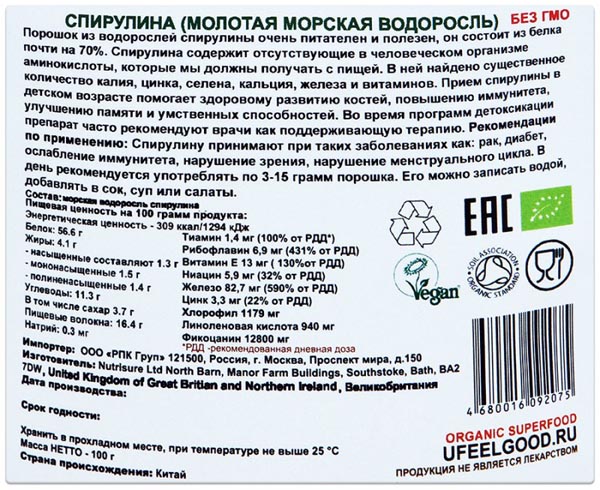 СПИРУЛИНА (МОЛОТАЯ МОРСКАЯ ВОДОРОСЛЬ) БЕЗ ГМО
Порошок из водорослей спирулины очень питателен и полезен, он состоит из белка
почти на 70%. Спирулина содержит отсутствующие в человеческом организме
аминокислоты, которые мы должны получать с пищей. В ней найдено существенное
количество калия, цинка, селена, кальция, железа и витаминов. Прием спирулины в
детском возрасте помогает здоровому развитию костей, повышению иммунитета,
улучшению памяти и умственных способностей. Во время программ детоксикации
препарат часто рекомендуют врачи как поддерживающую терапию. Рекомендации
по применению: Спирулину принимают при таких заболеваниях как: рак, диабет,
ослабление иммунитета, нарушение зрения, нарушение менструального цикла. В
день рекомендуется употреблять по 3-15 грамм порошка. Его можно записать водой,
добавлять в сок, суп или салаты.
Состав: морская водоросль спирулина
Пищевая ценность на 100 грамм продукта:
Энергетическая ценность - 309 ккал/1294 кДж
Белок: 56.6 г
Жиры: 4.1 г
- насыщенные составляют 1.3 г
- мононасыщенные 1.5 г
- полиненасыщенные 1.4 г
Углеводы: 11.3 г
В том числе сахар 3.7 г
Пищевые волокна: 16.4 г
Натрий: 0.3 мг
Тиамин 1,4 мг (100% от РДД*)
Рибофлавин 6,9 мг (431% от РДД)
Витамин Е 13 мг ( 130%от РДД)
Ниацин 5,9 мг (32% от РДД)
Железо 82,7 мг (590% от РДД)
Цинк 3,3 мг (22% от РДД)
Хлорофил 1179 мг
Линоленовая кислота 940 мг
Фикоцанин 12800 мг
*РДД -рекомендованная дневная доза
Vegan
SOIL ASSOCIATION
ORGANIC STANDARD
EAC
Импортер: ООО «РПК Груп» 121500, Россия, г. Москва, Проспект мира, д.150
Изготовитель: Nutrisure Ltd North Barn, Manor Farm Buildings, Southstoke, Bath, BA2
7DW, United Kingdom of Great Britian and Northern Ireland, Великобритания
Дата производства:
Срок годности:
Хранить в прохладном месте, при температуре не выше 25 °C
Масса НЕТТО - 100 г
Страна происхождения: Китай
4 680016 092075
ORGANIC SUPERFOOD
UFEELGOOD.RU
ПРОДУКЦИЯ НЕ ЯВЛЯЕТСЯ ЛЕКАРСТВОМ